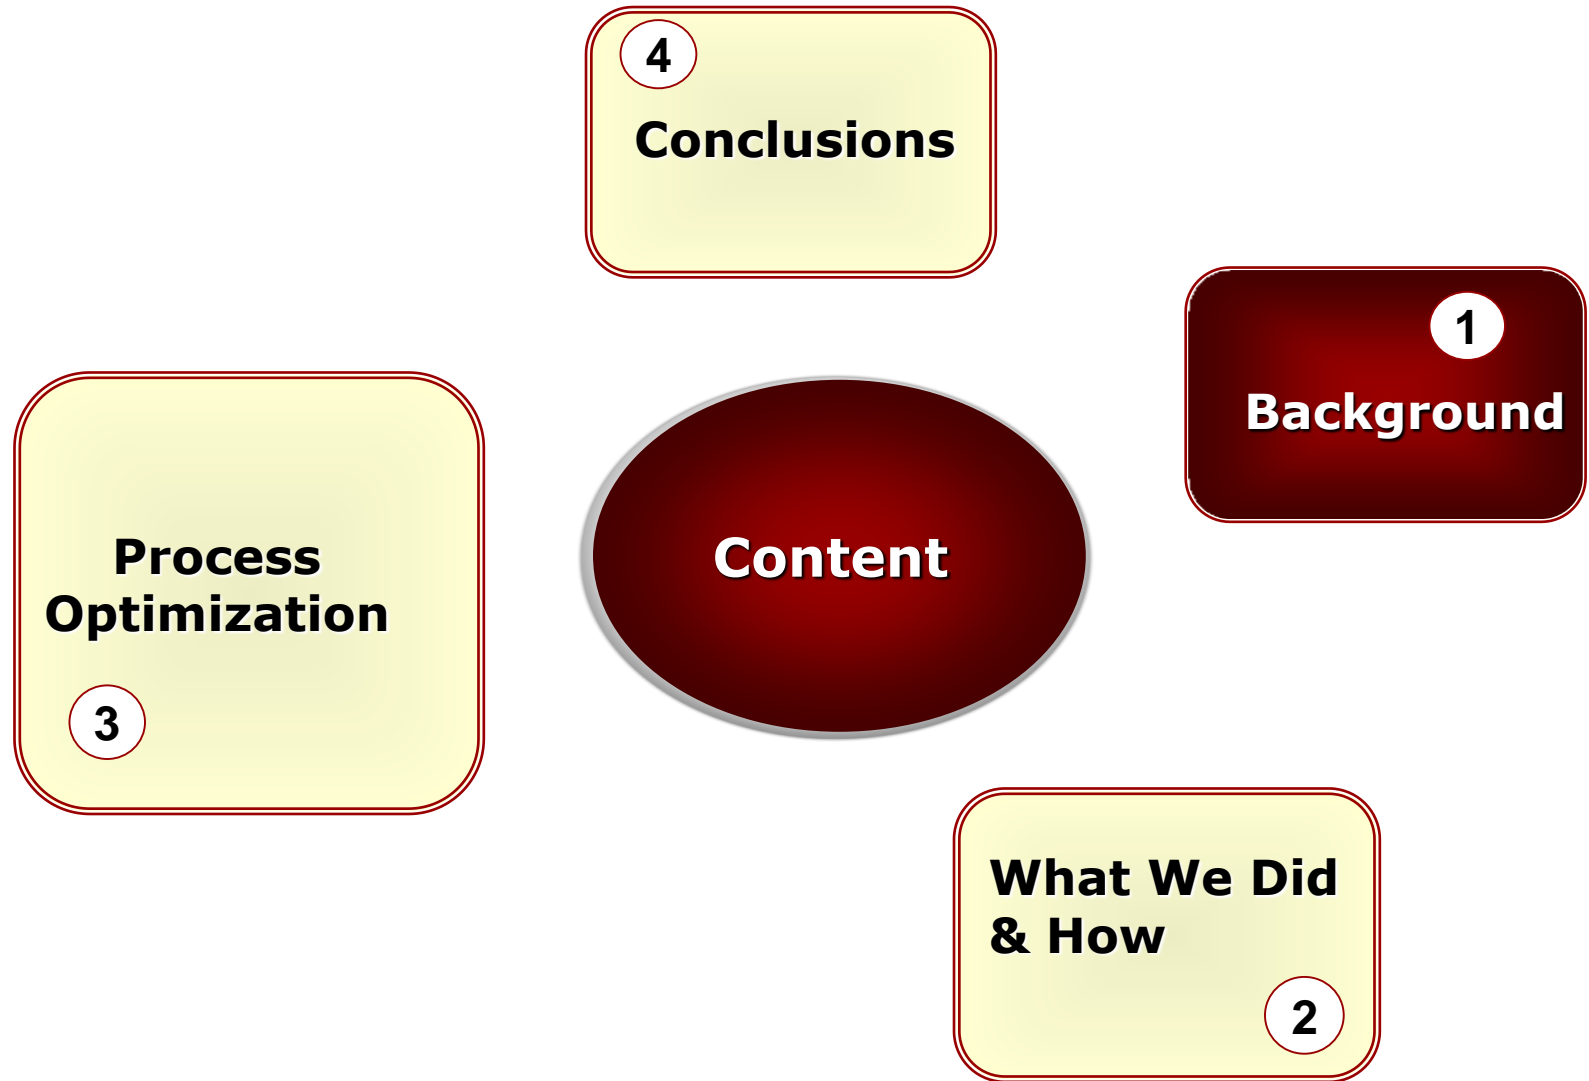 4
Conclusions
1
Background
Content
Process
Optimization
3
What We Did
& How
2